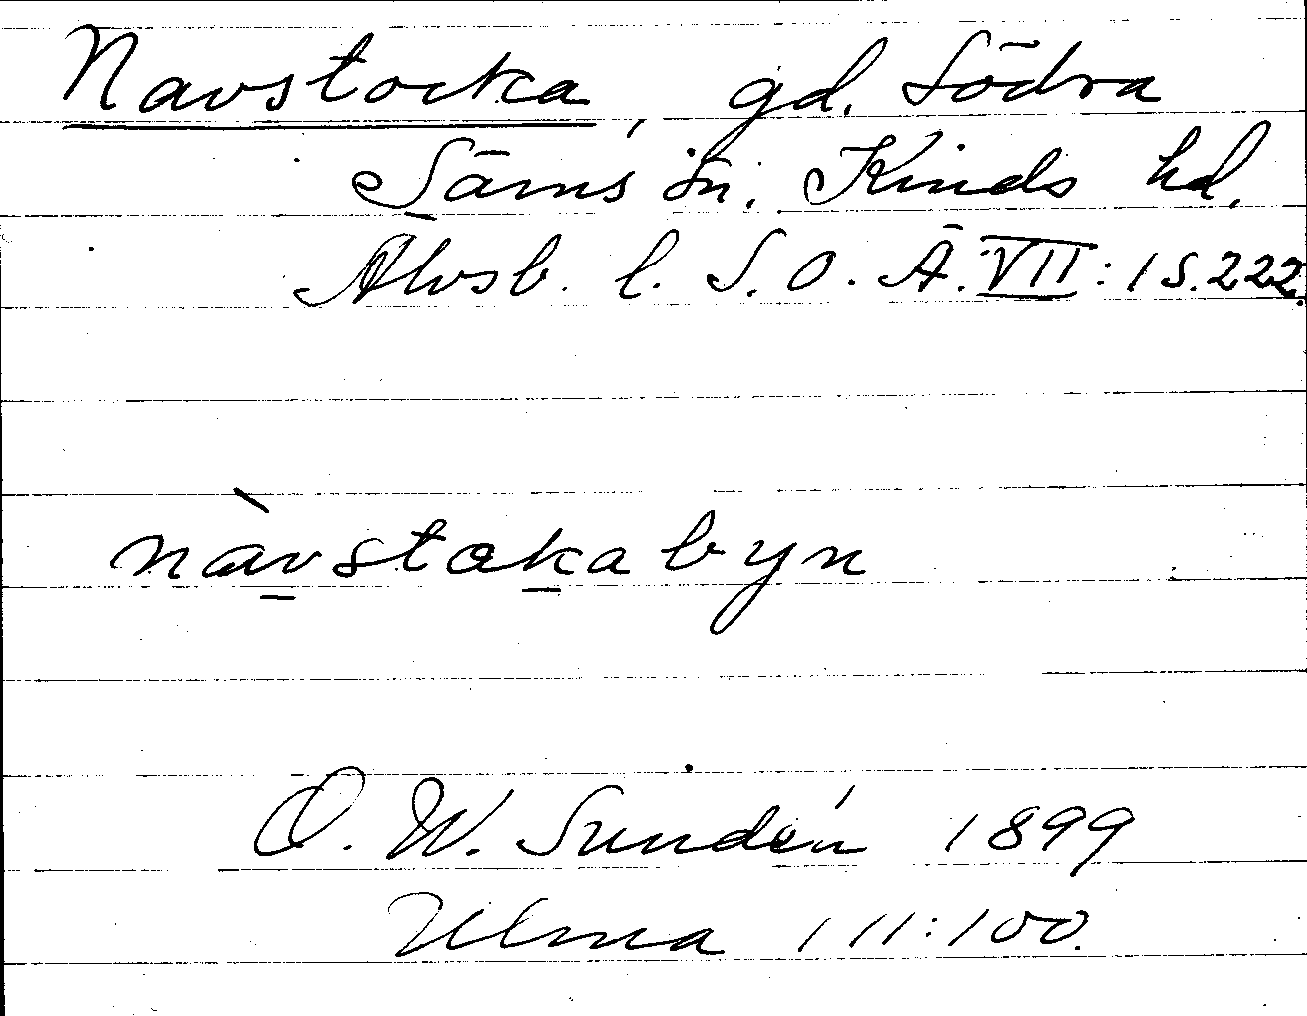 Navstocka, gd. Södra
Säms sn. Kinds hd.
Älvsb. l. S. O. Ä. VII: 1 S. 222.
nàvstakabyn
O. W. Sundén 1899
Ulma 111:100.